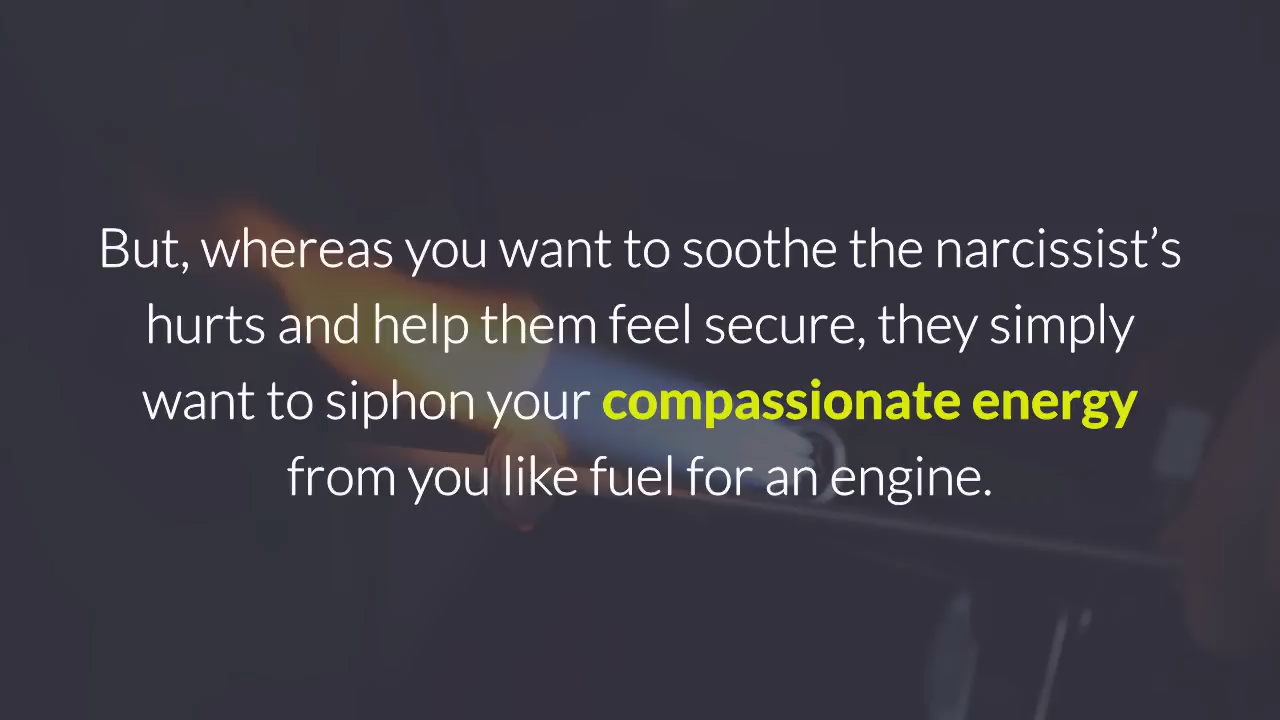 But, whereas you want to soothe the narcissist’s
hurts and help them feel secure, they simply
want to siphon your compassionate energy
from you like fuel for an engine.